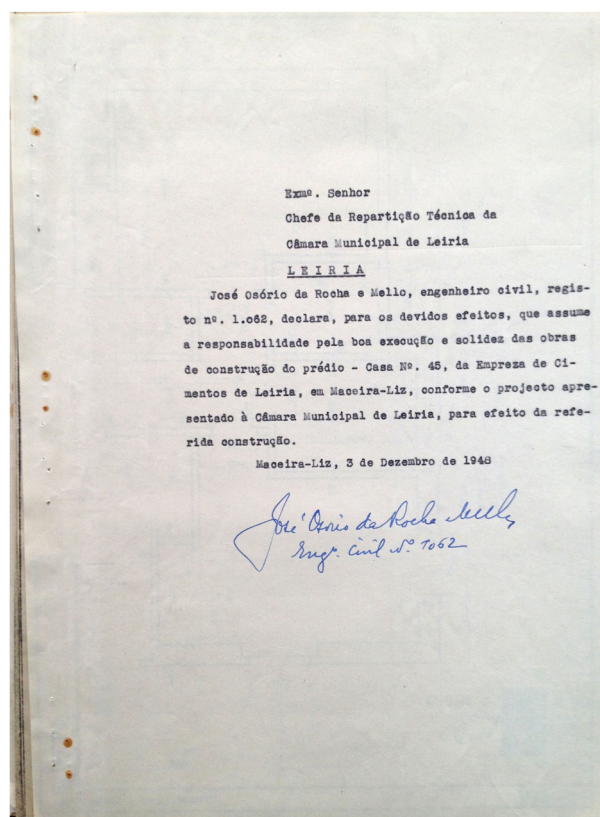 Exmº. Senhor
Chefe da Repartição Técnica da
Câmara Municipal de Leiria
LEIRIA
José Osório da Rocha e Mello, engenheiro civil, regis-
to nº. 1.062, declara, para os devidos efeitos, que assume
a responsabilidade pela boa execução e solidez das obras
de construção do prédio - Casa Nº. 45, da Empreza de Ci-
mentos de Leiria, em Maceira-Liz, conforme o projecto apre-
sentado à Câmara Municipal de Leiria, para efeito da refe-
rida construção.
Maceira-Liz, 3 de Dezembro de 1948
José Osorio da Rocha Mello
Engº. Civil Nº. 1062